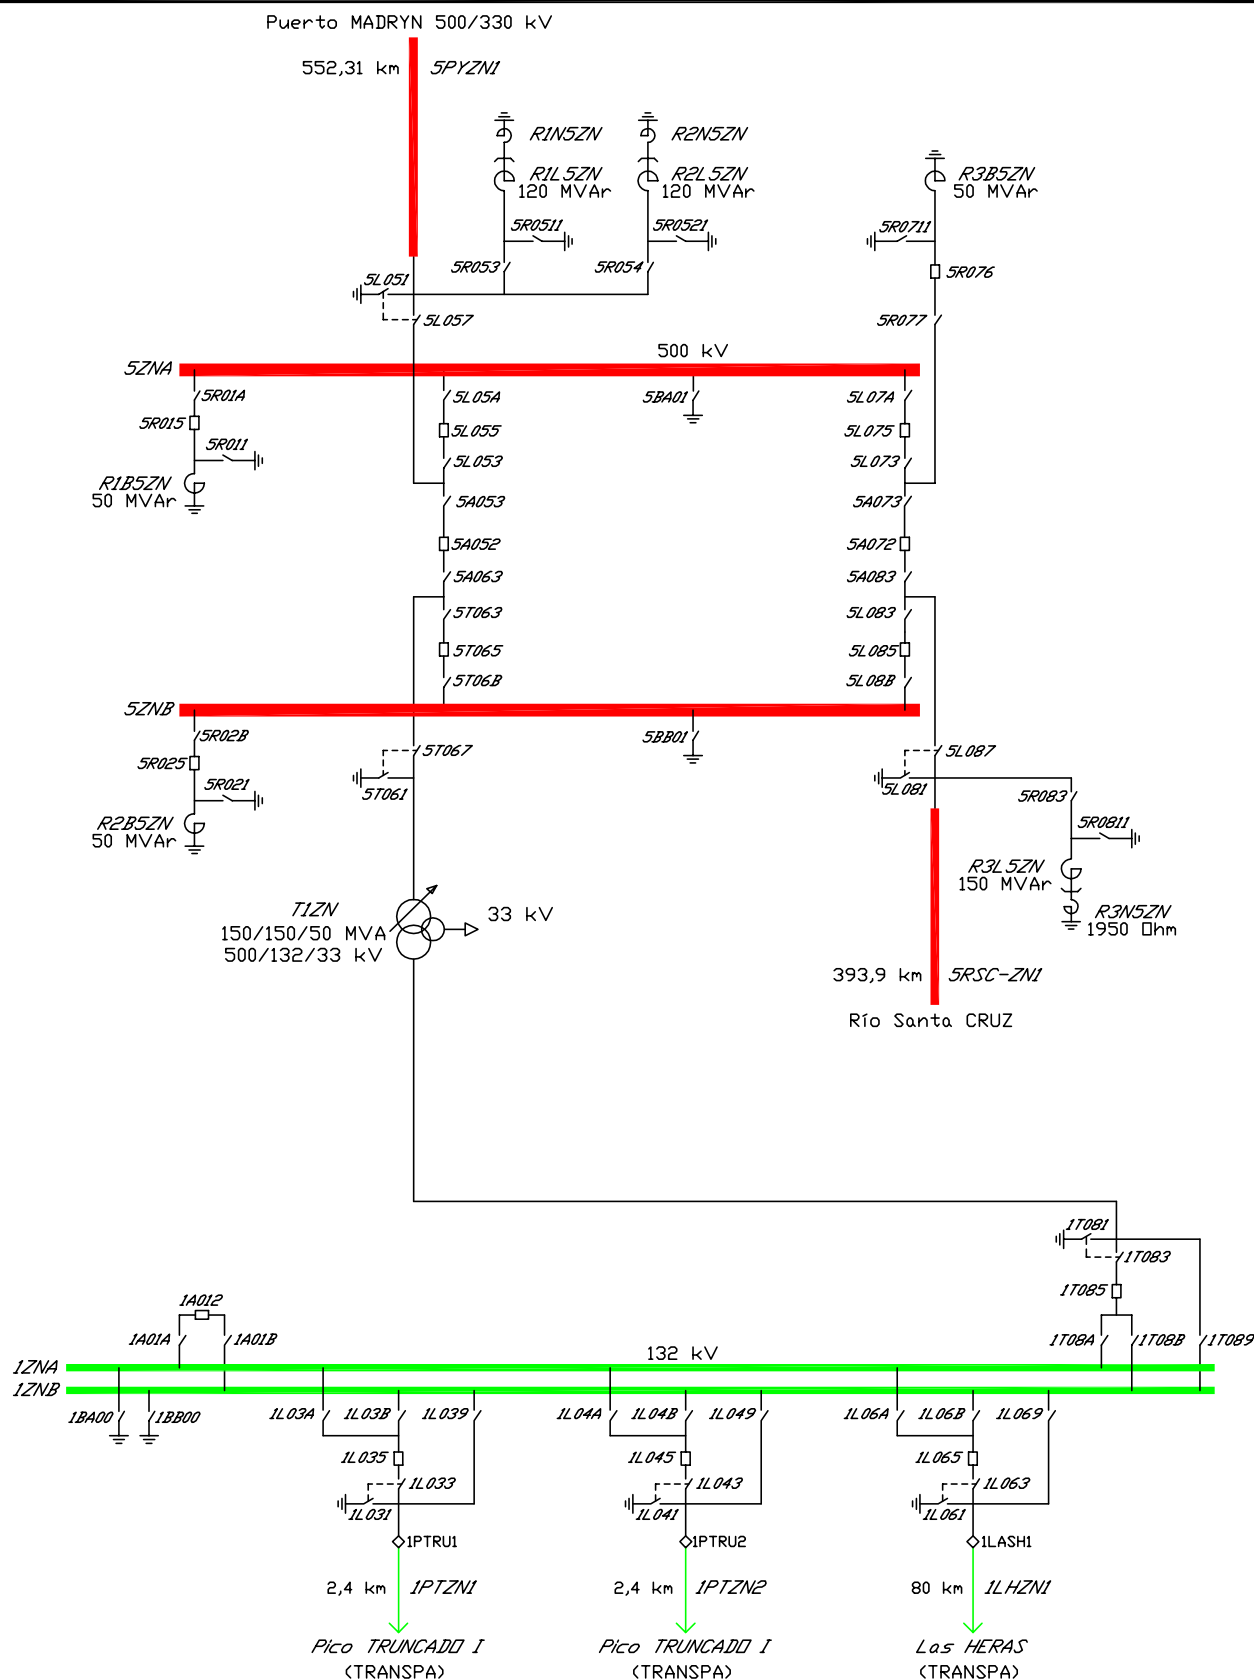 Puerto MADRYN 500/330 kV
552,31 km
5PYZN1
R1N5ZN
R2N5ZN
R1L5ZN
120 MVAr
R2L5ZN
120 MVAr
R3B5ZN
50 MVAr
5R0511
5R0521
5R0711
5R053
5R054
5R076
5L051
5L057
5R077
500 kV
5ZNA
5R01A
5L05A
5BA01
5L07A
5R015
5L055
5L075
5R011
5L053
5L073
R1B5ZN
50 MVAr
5A053
5A073
5A052
5A072
5A063
5A083
5T063
5L083
5T065
5L085
5T06B
5L08B
5ZNB
5R02B
5T067
5BB01
5L087
5R025
5R021
5T061
5L081
5R083
R2B5ZN
50 MVAr
5R0811
R3L5ZN
150 MVAr
T1ZN
150/150/50 MVA
500/132/33 kV
33 kV
R3N5ZN
1950 Ohm
393,9 km
5RSC-ZN1
Río Santa CRUZ
1T081
1T083
1T085
1A012
1A01A
1A01B
1T08A
1T08B
1T089
132 kV
1ZNA
1ZNB
1BA00
1BB00
1L03A
1L03B
1L039
1L04A
1L04B
1L049
1L06A
1L06B
1L069
1L035
1L045
1L065
1L033
1L043
1L063
1L031
1L041
1L061
1PTRU1
1PTRU2
1LASH1
2,4 km
1PTZN1
2,4 km
1PTZN2
80 km
1LHZN1
Pico TRUNCADO I
(TRANSPA)
Pico TRUNCADO I
(TRANSPA)
Las HERAS
(TRANSPA)